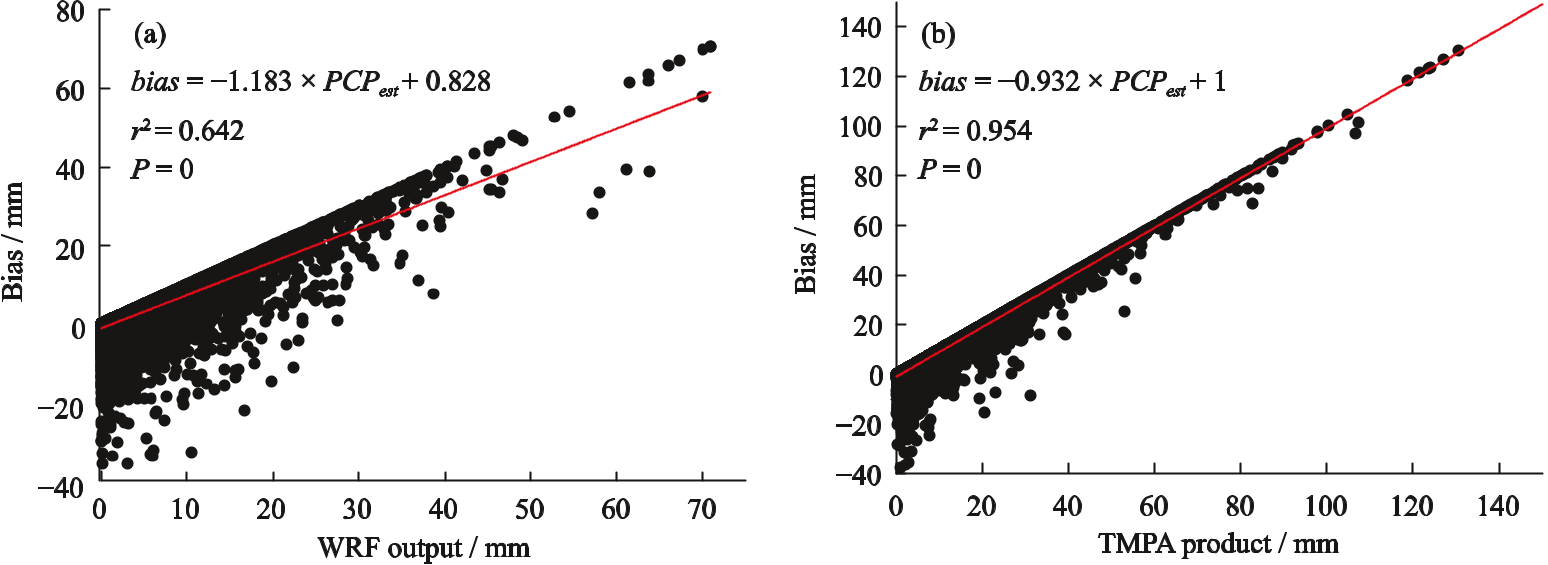 (a)
bias = −1.183 × PCPest + 0.828
r² = 0.642
P = 0
80
60
40
20
0
−20
−40
Bias / mm
0 10 20 30 40 50 60 70
WRF output / mm
(b)
bias = −0.932 × PCPest + 1
r² = 0.954
P = 0
140
120
100
80
60
40
20
0
−20
−40
Bias / mm
0 20 40 60 80 100 120 140
TMPA product / mm